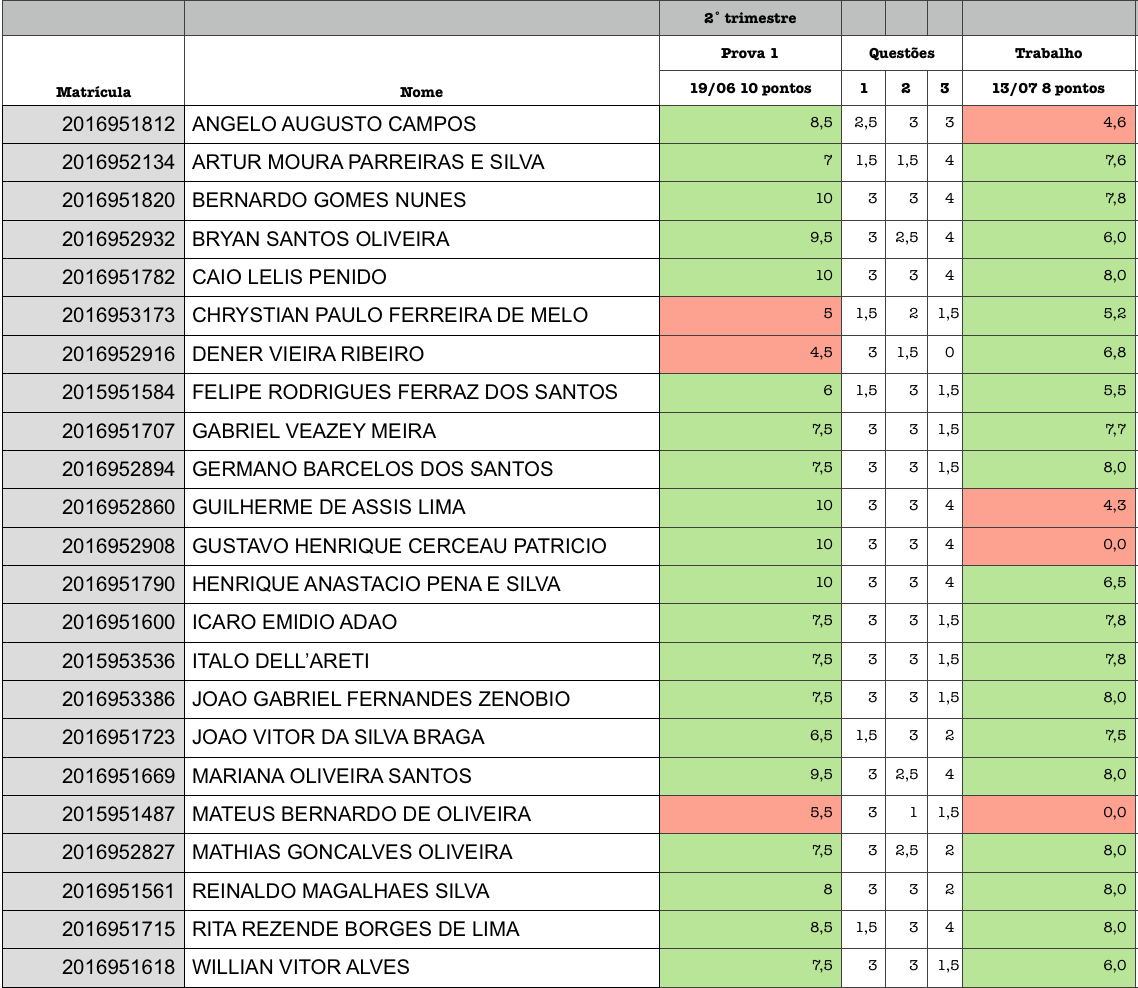 2° trimestre
Prova 1 Questões Trabalho
Matrícula Nome 19/06 10 pontos 1 2 3 13/07 8 pontos
2016951812 ANGELO AUGUSTO CAMPOS 8,5 2,5 3 3 4,6
2016952134 ARTUR MOURA PARREIRAS E SILVA 7 1,5 1,5 4 7,6
2016951820 BERNARDO GOMES NUNES 10 3 3 4 7,8
2016952932 BRYAN SANTOS OLIVEIRA 9,5 3 2,5 4 6,0
2016951782 CAIO LELIS PENIDO 10 3 3 4 8,0
2016953173 CHRYSTIAN PAULO FERREIRA DE MELO 5 1,5 2 1,5 5,2
2016952916 DENER VIEIRA RIBEIRO 4,5 3 1,5 0 6,8
2015951584 FELIPE RODRIGUES FERRAZ DOS SANTOS 6 1,5 3 1,5 5,5
2016951707 GABRIEL VEAZEY MEIRA 7,5 3 3 1,5 7,7
2016952894 GERMANO BARCELOS DOS SANTOS 7,5 3 3 1,5 8,0
2016952860 GUILHERME DE ASSIS LIMA 10 3 3 4 4,3
2016952908 GUSTAVO HENRIQUE CERCEAU PATRICIO 10 3 3 4 0,0
2016951790 HENRIQUE ANASTACIO PENA E SILVA 10 3 3 4 6,5
2016951600 ICARO EMIDIO ADAO 7,5 3 3 1,5 7,8
2015953536 ITALO DELL'ARETI 7,5 3 3 1,5 7,8
2016953386 JOAO GABRIEL FERNANDES ZENOBIO 7,5 3 3 1,5 8,0
2016951723 JOAO VITOR DA SILVA BRAGA 6,5 1,5 3 2 7,5
2016951669 MARIANA OLIVEIRA SANTOS 9,5 3 2,5 4 8,0
2015951487 MATEUS BERNARDO DE OLIVEIRA 5,5 3 1 1,5 0,0
2016952827 MATHIAS GONCALVES OLIVEIRA 7,5 3 2,5 2 8,0
2016951561 REINALDO MAGALHAES SILVA 8 3 3 2 8,0
2016951715 RITA REZENDE BORGES DE LIMA 8,5 1,5 3 4 8,0
2016951618 WILLIAN VITOR ALVES 7,5 3 3 1,5 6,0